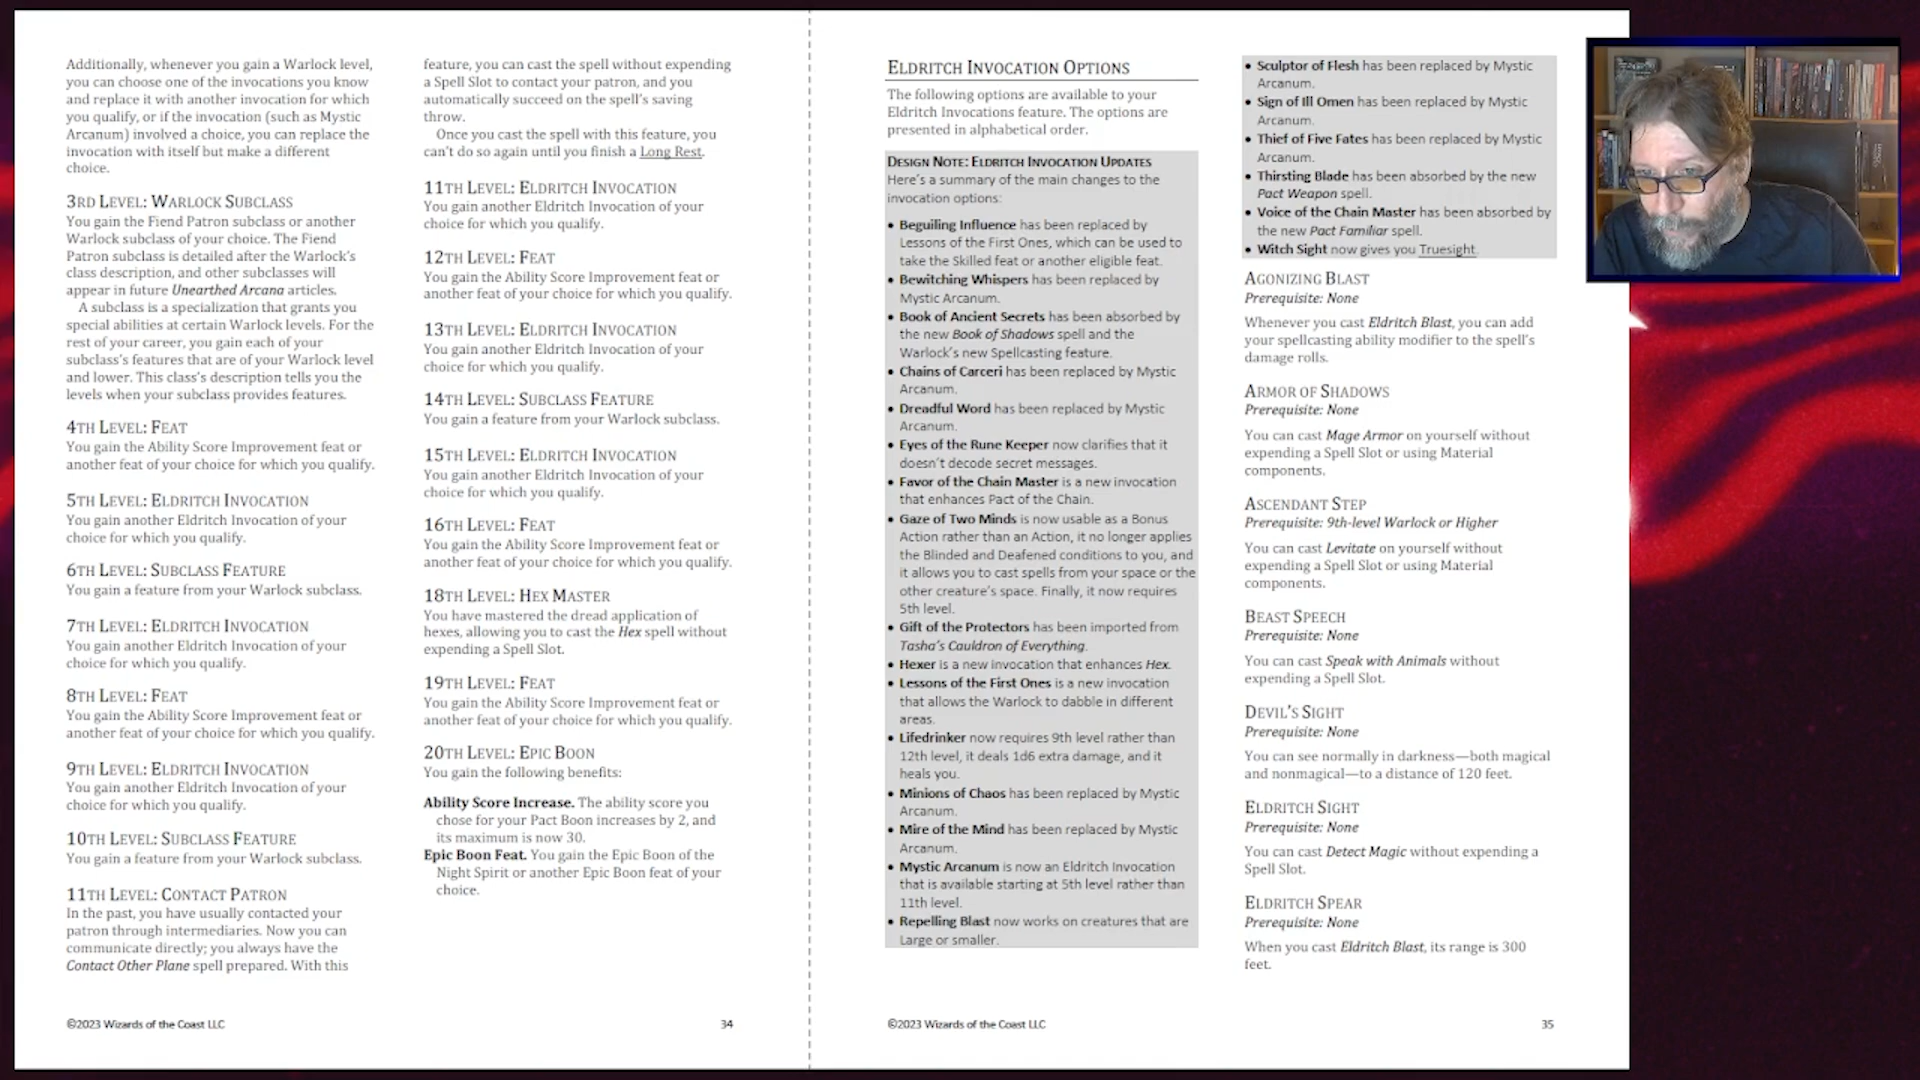 Additionally, whenever you gain a Warlock level,
you can choose one of the invocations you know
and replace it with another invocation for which
you qualify, or if the invocation (such as Mystic
Arcanum) involved a choice, you can replace the
invocation with itself but make a different
choice.
3RD LEVEL: WARLOCK SUBCLASS
You gain the Fiend Patron subclass or another
Warlock subclass of your choice. The Fiend
Patron subclass is detailed after the Warlock's
class description, and other subclasses will
appear in future Unearthed Arcana articles.
A subclass is a specialization that grants you
special abilities at certain Warlock levels. For the
rest of your career, you gain each of your
subclass's features that are of your Warlock level
and lower. This class's description tells you the
levels when your subclass provides features.
4TH LEVEL: FEAT
You gain the Ability Score Improvement feat or
another feat of your choice for which you qualify.
5TH LEVEL: ELDRITCH INVOCATION
You gain another Eldritch Invocation of your
choice for which you qualify.
6TH LEVEL: SUBCLASS FEATURE
You gain a feature from your Warlock subclass.
7TH LEVEL: ELDRITCH INVOCATION
You gain another Eldritch Invocation of your
choice for which you qualify.
8TH LEVEL: FEAT
You gain the Ability Score Improvement feat or
another feat of your choice for which you qualify.
9TH LEVEL: ELDRITCH INVOCATION
You gain another Eldritch Invocation of your
choice for which you qualify.
10TH LEVEL: SUBCLASS FEATURE
You gain a feature from your Warlock subclass.
11TH LEVEL: CONTACT PATRON
In the past, you have usually contacted your
patron through intermediaries. Now you can
communicate directly; you always have the
Contact Other Plane spell prepared. With this
feature, you can cast the spell without expending
a Spell Slot to contact your patron, and you
automatically succeed on the spell's saving
throw.
Once you cast the spell with this feature, you
can't do so again until you finish a Long Rest.
11TH LEVEL: ELDRITCH INVOCATION
You gain another Eldritch Invocation of your
choice for which you qualify.
12TH LEVEL: FEAT
You gain the Ability Score Improvement feat or
another feat of your choice for which you qualify.
13TH LEVEL: ELDRITCH INVOCATION
You gain another Eldritch Invocation of your
choice for which you qualify.
14TH LEVEL: SUBCLASS FEATURE
You gain a feature from your Warlock subclass.
15TH LEVEL: ELDRITCH INVOCATION
You gain another Eldritch Invocation of your
choice for which you qualify.
16TH LEVEL: FEAT
You gain the Ability Score Improvement feat or
another feat of your choice for which you qualify.
18TH LEVEL: HEX MASTER
You have mastered the dread application of
hexes, allowing you to cast the Hex spell without
expending a Spell Slot.
19TH LEVEL: FEAT
You gain the Ability Score Improvement feat or
another feat of your choice for which you qualify.
20TH LEVEL: EPIC BOON
You gain the following benefits:
Ability Score Increase. The ability score you
chose for your Pact Boon increases by 2, and
its maximum is now 30.
Epic Boon Feat. You gain the Epic Boon of the
Night Spirit or another Epic Boon feat of your
choice.
©2023 Wizards of the Coast LLC
34
ELDRITCH INVOCATION OPTIONS
The following options are available to your
Eldritch Invocations feature. The options are
presented in alphabetical order.
DESIGN NOTE: ELDRITCH INVOCATION UPDATES
Here's a summary of the main changes to the
invocation options:
• Beguiling Influence has been replaced by
Lessons of the First Ones, which can be used to
take the Skilled feat or another eligible feat.
• Bewitching Whispers has been replaced by
Mystic Arcanum.
• Book of Ancient Secrets has been absorbed by
the new Book of Shadows spell and the
Warlock's new Spellcasting feature.
• Chains of Carceri has been replaced by Mystic
Arcanum.
• Dreadful Word has been replaced by Mystic
Arcanum.
• Eyes of the Rune Keeper now clarifies that it
doesn't decode secret messages.
• Favor of the Chain Master is a new invocation
that enhances Pact of the Chain.
• Gaze of Two Minds is now usable as a Bonus
Action rather than an Action, it no longer applies
the Blinded and Deafened conditions to you, and
it allows you to cast spells from your space or the
other creature's space. Finally, it now requires
5th level.
• Gift of the Protectors has been imported from
Tasha's Cauldron of Everything.
• Hexer is a new invocation that enhances Hex.
• Lessons of the First Ones is a new invocation
that allows the Warlock to dabble in different
areas.
• Lifedrinker now requires 9th level rather than
12th level, it deals 1d6 extra damage, and it
heals you.
• Minions of Chaos has been replaced by Mystic
Arcanum.
• Mire of the Mind has been replaced by Mystic
Arcanum.
• Mystic Arcanum is now an Eldritch Invocation
that is available starting at 5th level rather than
11th level.
• Repelling Blast now works on creatures that are
Large or smaller.
• Sculptor of Flesh has been replaced by Mystic
Arcanum.
• Sign of Ill Omen has been replaced by Mystic
Arcanum.
• Thief of Five Fates has been replaced by Mystic
Arcanum.
• Thirsting Blade has been absorbed by the new
Pact Weapon spell.
• Voice of the Chain Master has been absorbed by
the new Pact Familiar spell.
• Witch Sight now gives you Truesight.
AGONIZING BLAST
Prerequisite: None
Whenever you cast Eldritch Blast, you can add
your spellcasting ability modifier to the spell's
damage rolls.
ARMOR OF SHADOWS
Prerequisite: None
You can cast Mage Armor on yourself without
expending a Spell Slot or using Material
components.
ASCENDANT STEP
Prerequisite: 9th-level Warlock or Higher
You can cast Levitate on yourself without
expending a Spell Slot or using Material
components.
BEAST SPEECH
Prerequisite: None
You can cast Speak with Animals without
expending a Spell Slot.
DEVIL'S SIGHT
Prerequisite: None
You can see normally in darkness—both magical
and nonmagical—to a distance of 120 feet.
ELDRITCH SIGHT
Prerequisite: None
You can cast Detect Magic without expending a
Spell Slot.
ELDRITCH SPEAR
Prerequisite: None
When you cast Eldritch Blast, its range is 300
feet.
©2023 Wizards of the Coast LLC
35